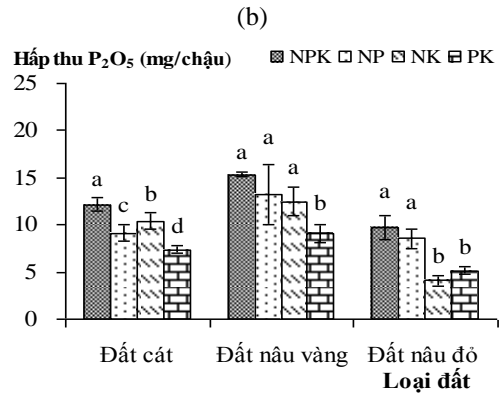 (b)
Hấp thu P₂O₅ (mg/chậu)
NPK NP NK PK
25
20
15
10
5
0
a c b d
a a a b
a a b b
Đất cát Đất nâu vàng Đất nâu đỏ
Loại đất